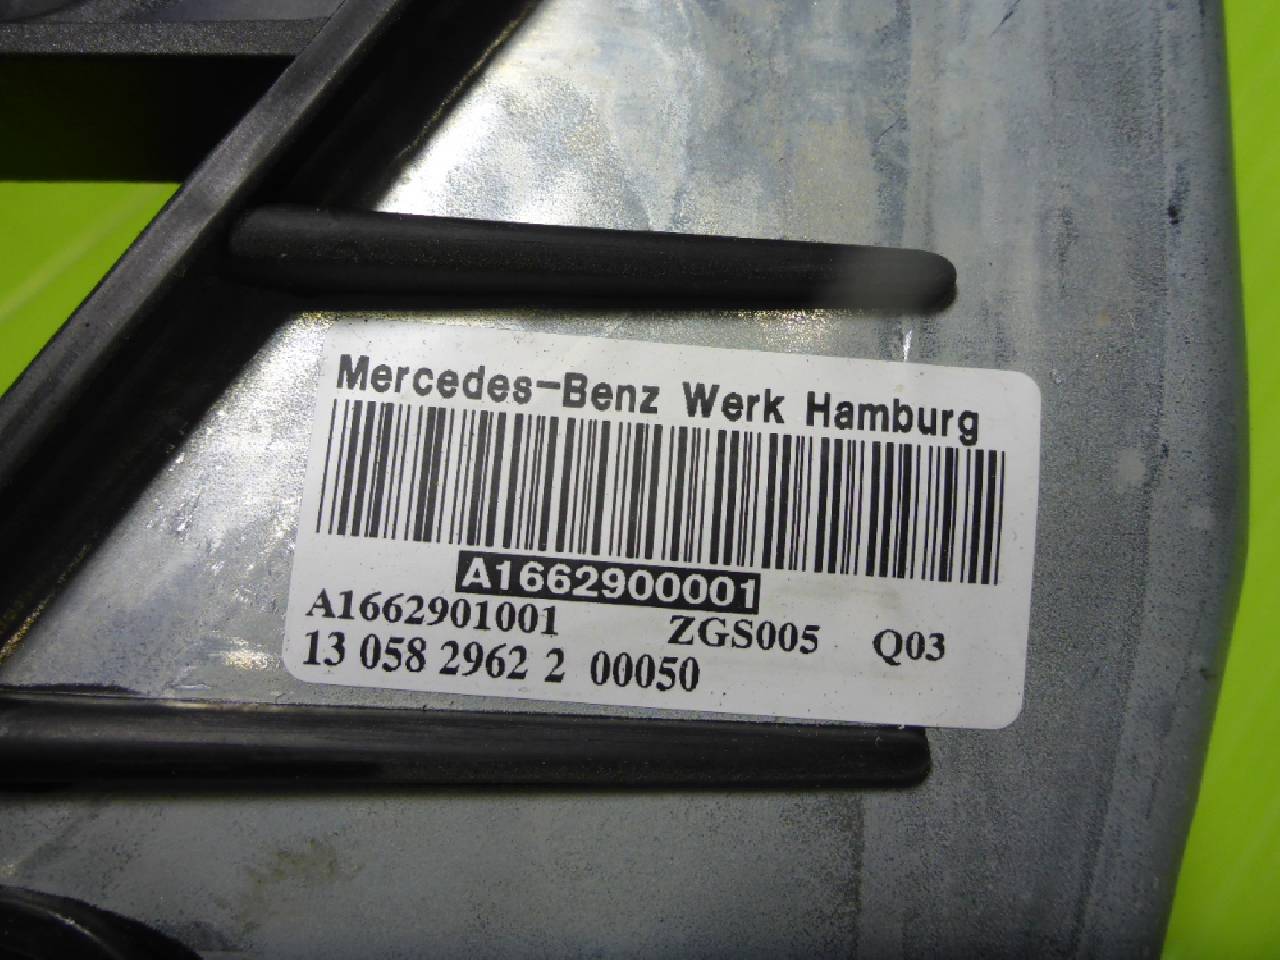 Mercedes-Benz Werk Hamburg
A1662900001
A1662901001 ZGS005 Q03
13 058 2962 2 00050